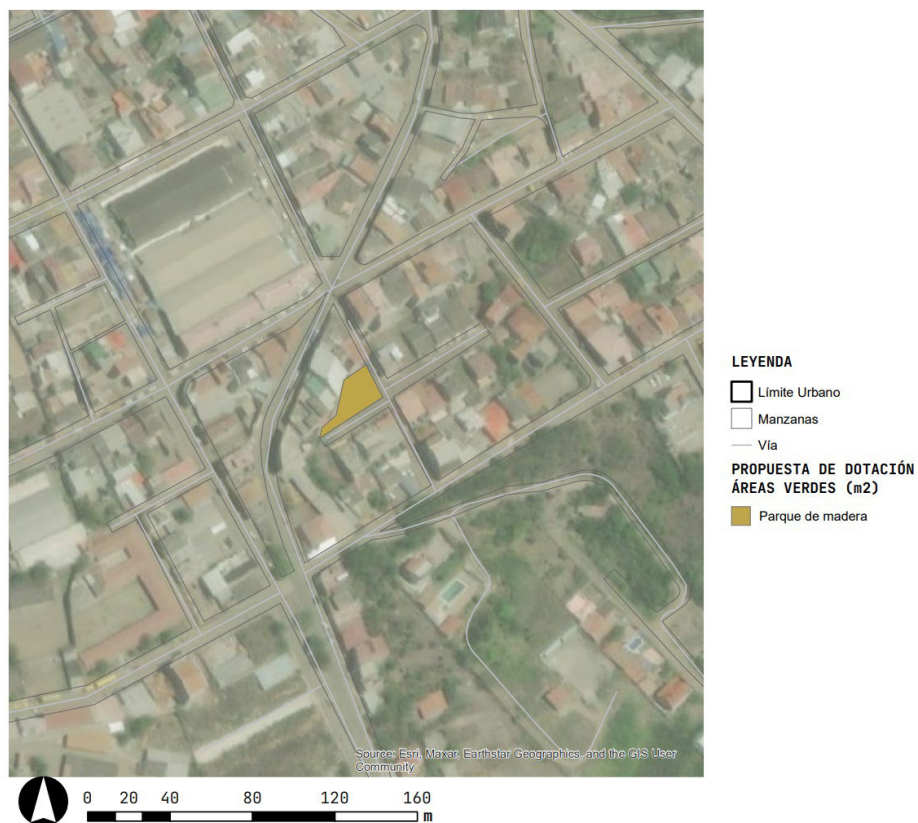 LEYENDA
Límite Urbano
Manzanas
Vía
PROPUESTA DE DOTACIÓN
ÁREAS VERDES (m2)
Parque de madera
Source: Esri, Maxar, Earthstar Geographics, and the GIS User
Community
0 20 40 80 120 160
m